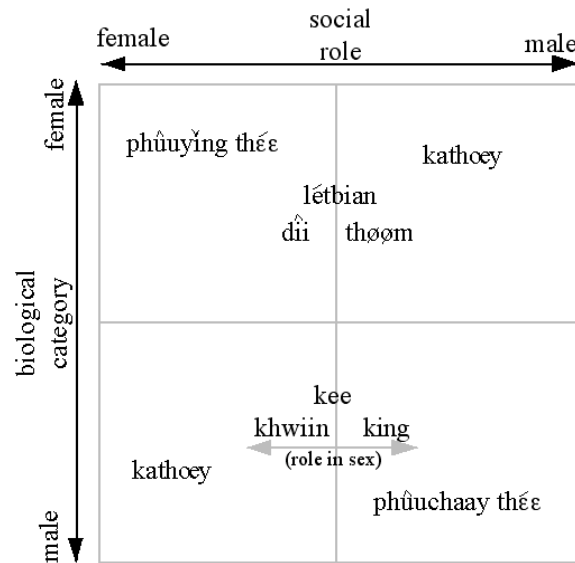 social
female role male
female
phûuyǐng thɛ́ɛ
kathoey
létbian
dîi thøøm
biological
category
kee
khwiin king
(role in sex)
kathoey
phûuchaay thɛ́ɛ
male